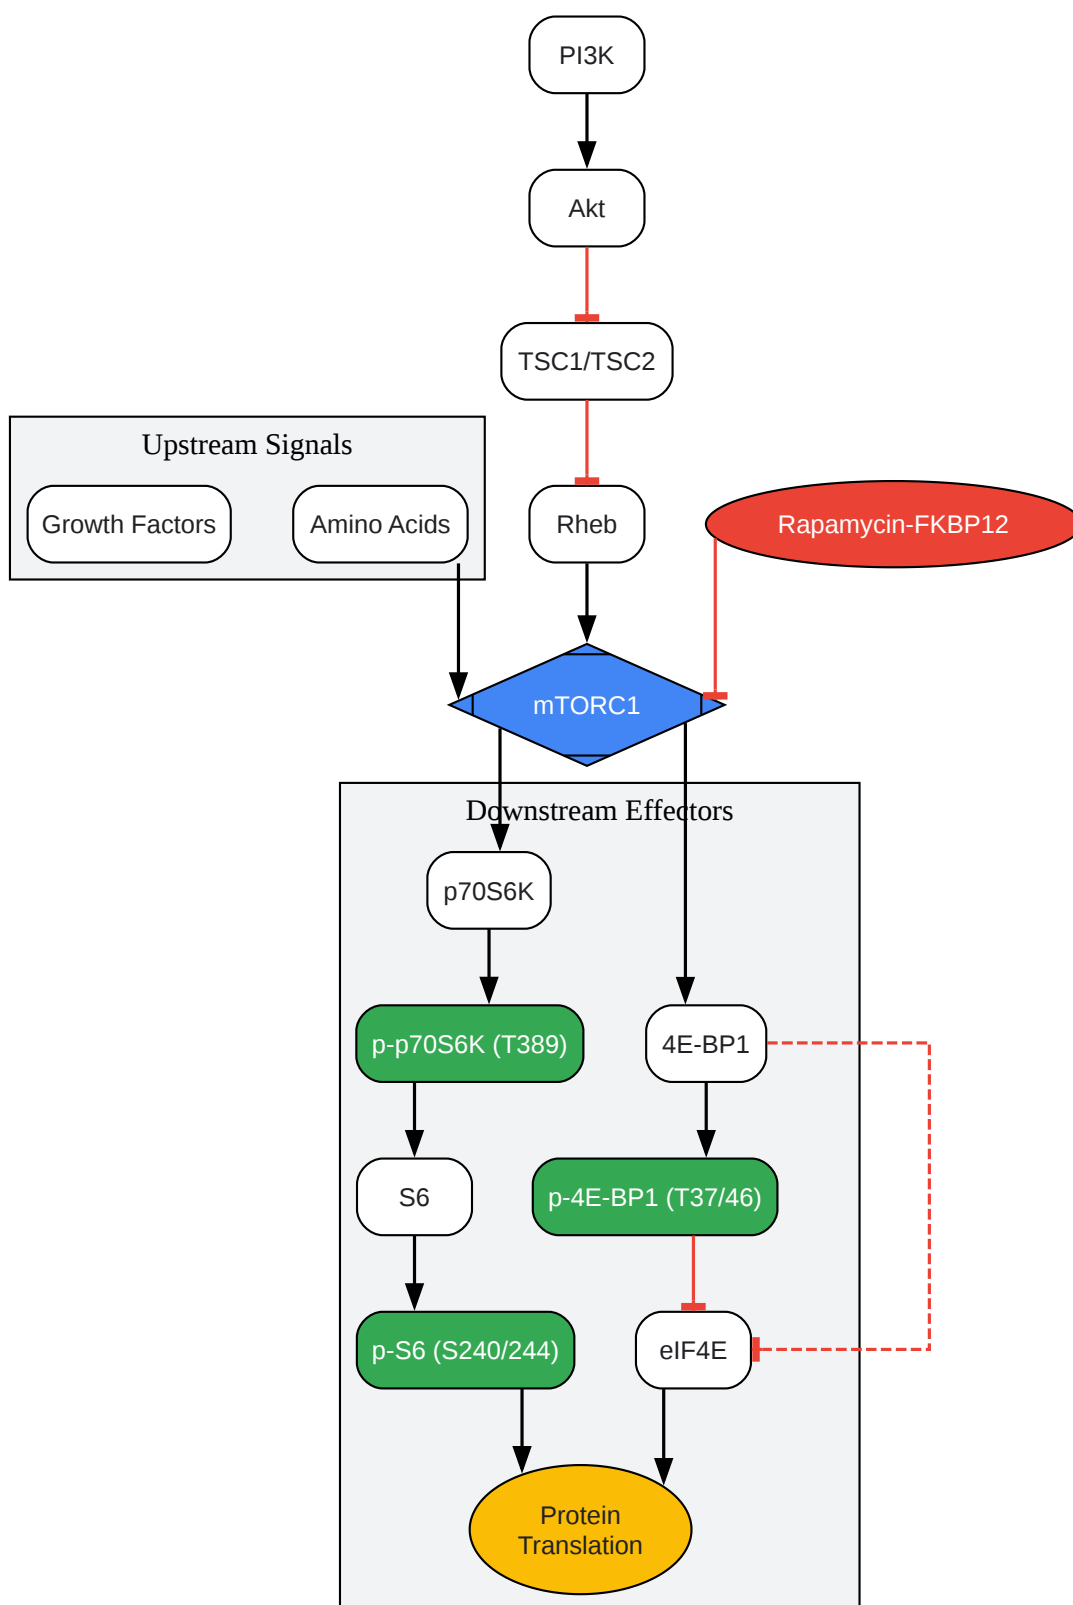 PI3K
Akt
TSC1/TSC2
Upstream Signals
Growth Factors
Amino Acids
Rheb
Rapamycin-FKBP12
mTORC1
Downstream Effectors
p70S6K
p-p70S6K (T389)
4E-BP1
S6
p-4E-BP1 (T37/46)
p-S6 (S240/244)
eIF4E
Protein
Translation